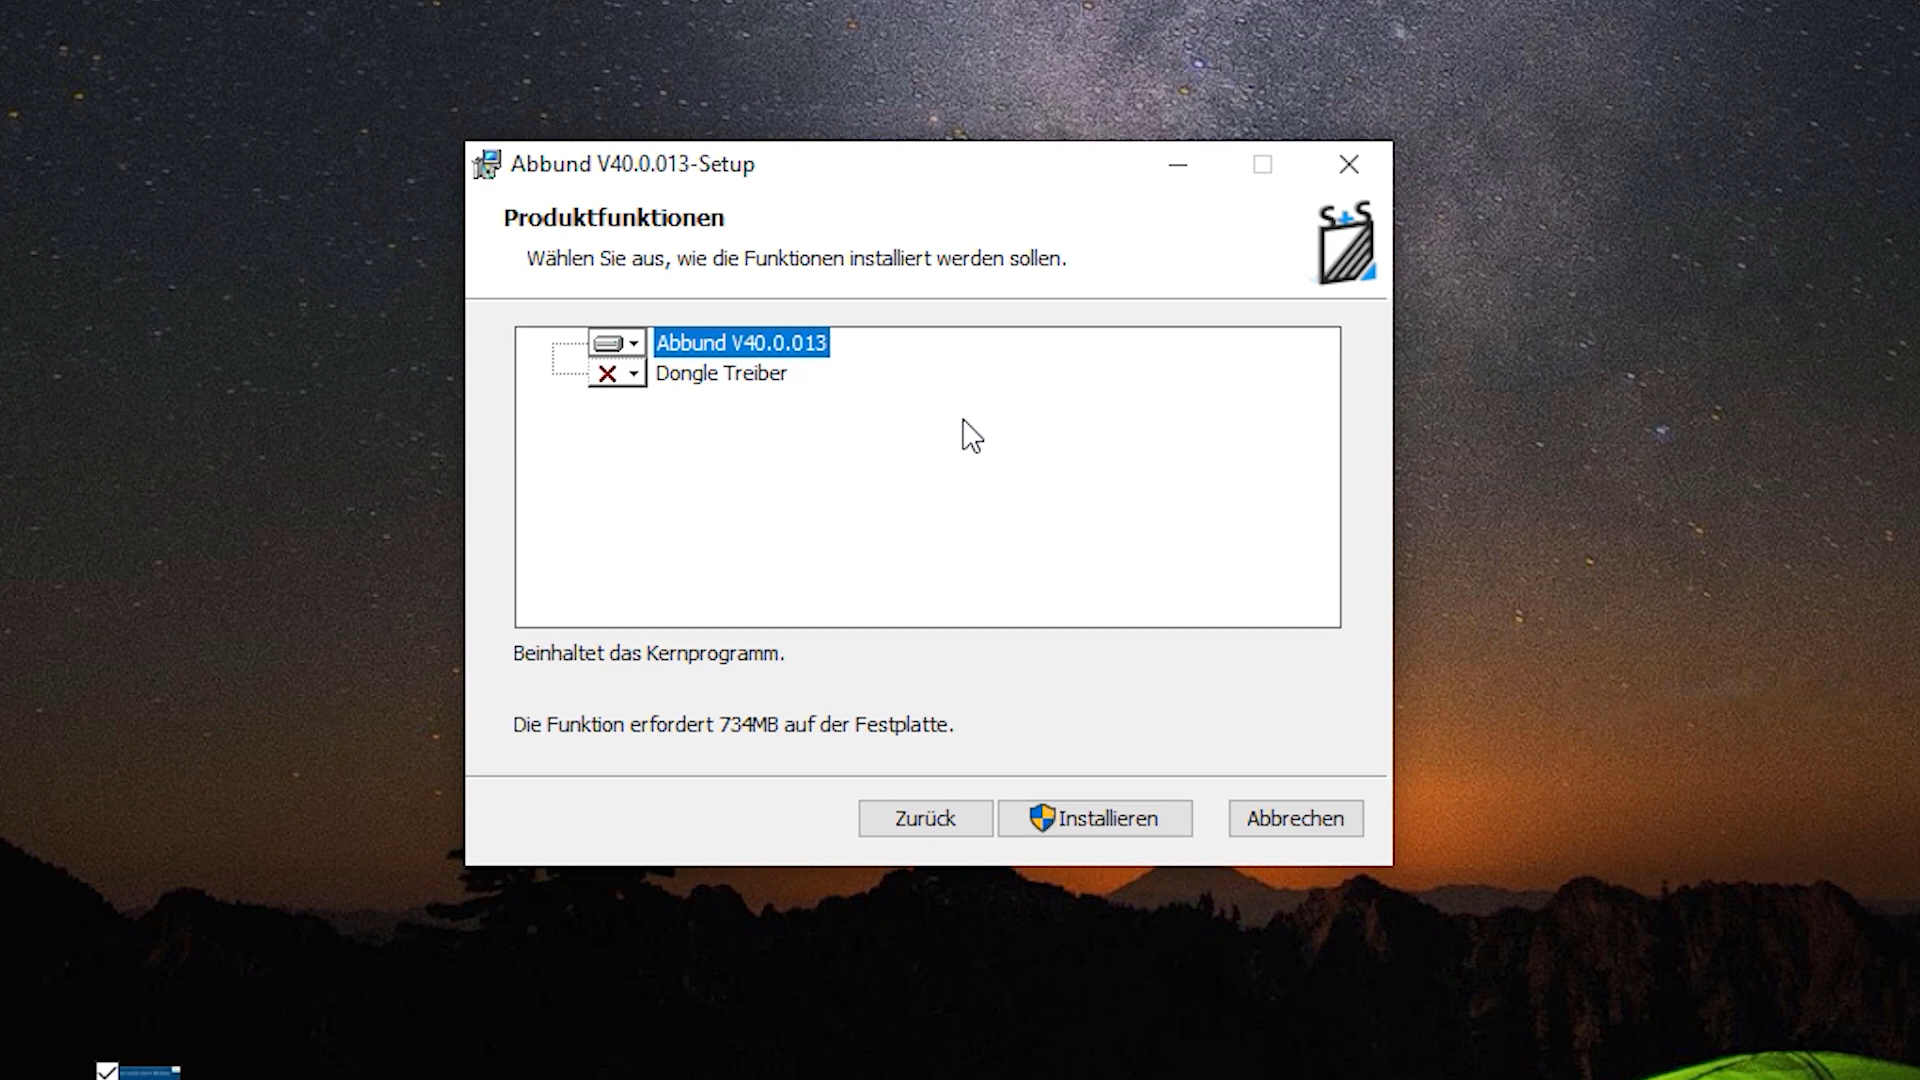 Abbund V40.0.013-Setup
Produktfunktionen
Wählen Sie aus, wie die Funktionen installiert werden sollen.
S+S
Abbund V40.0.013
Dongle Treiber
Beinhaltet das Kernprogramm.
Die Funktion erfordert 734MB auf der Festplatte.
Zurück
Installieren
Abbrechen